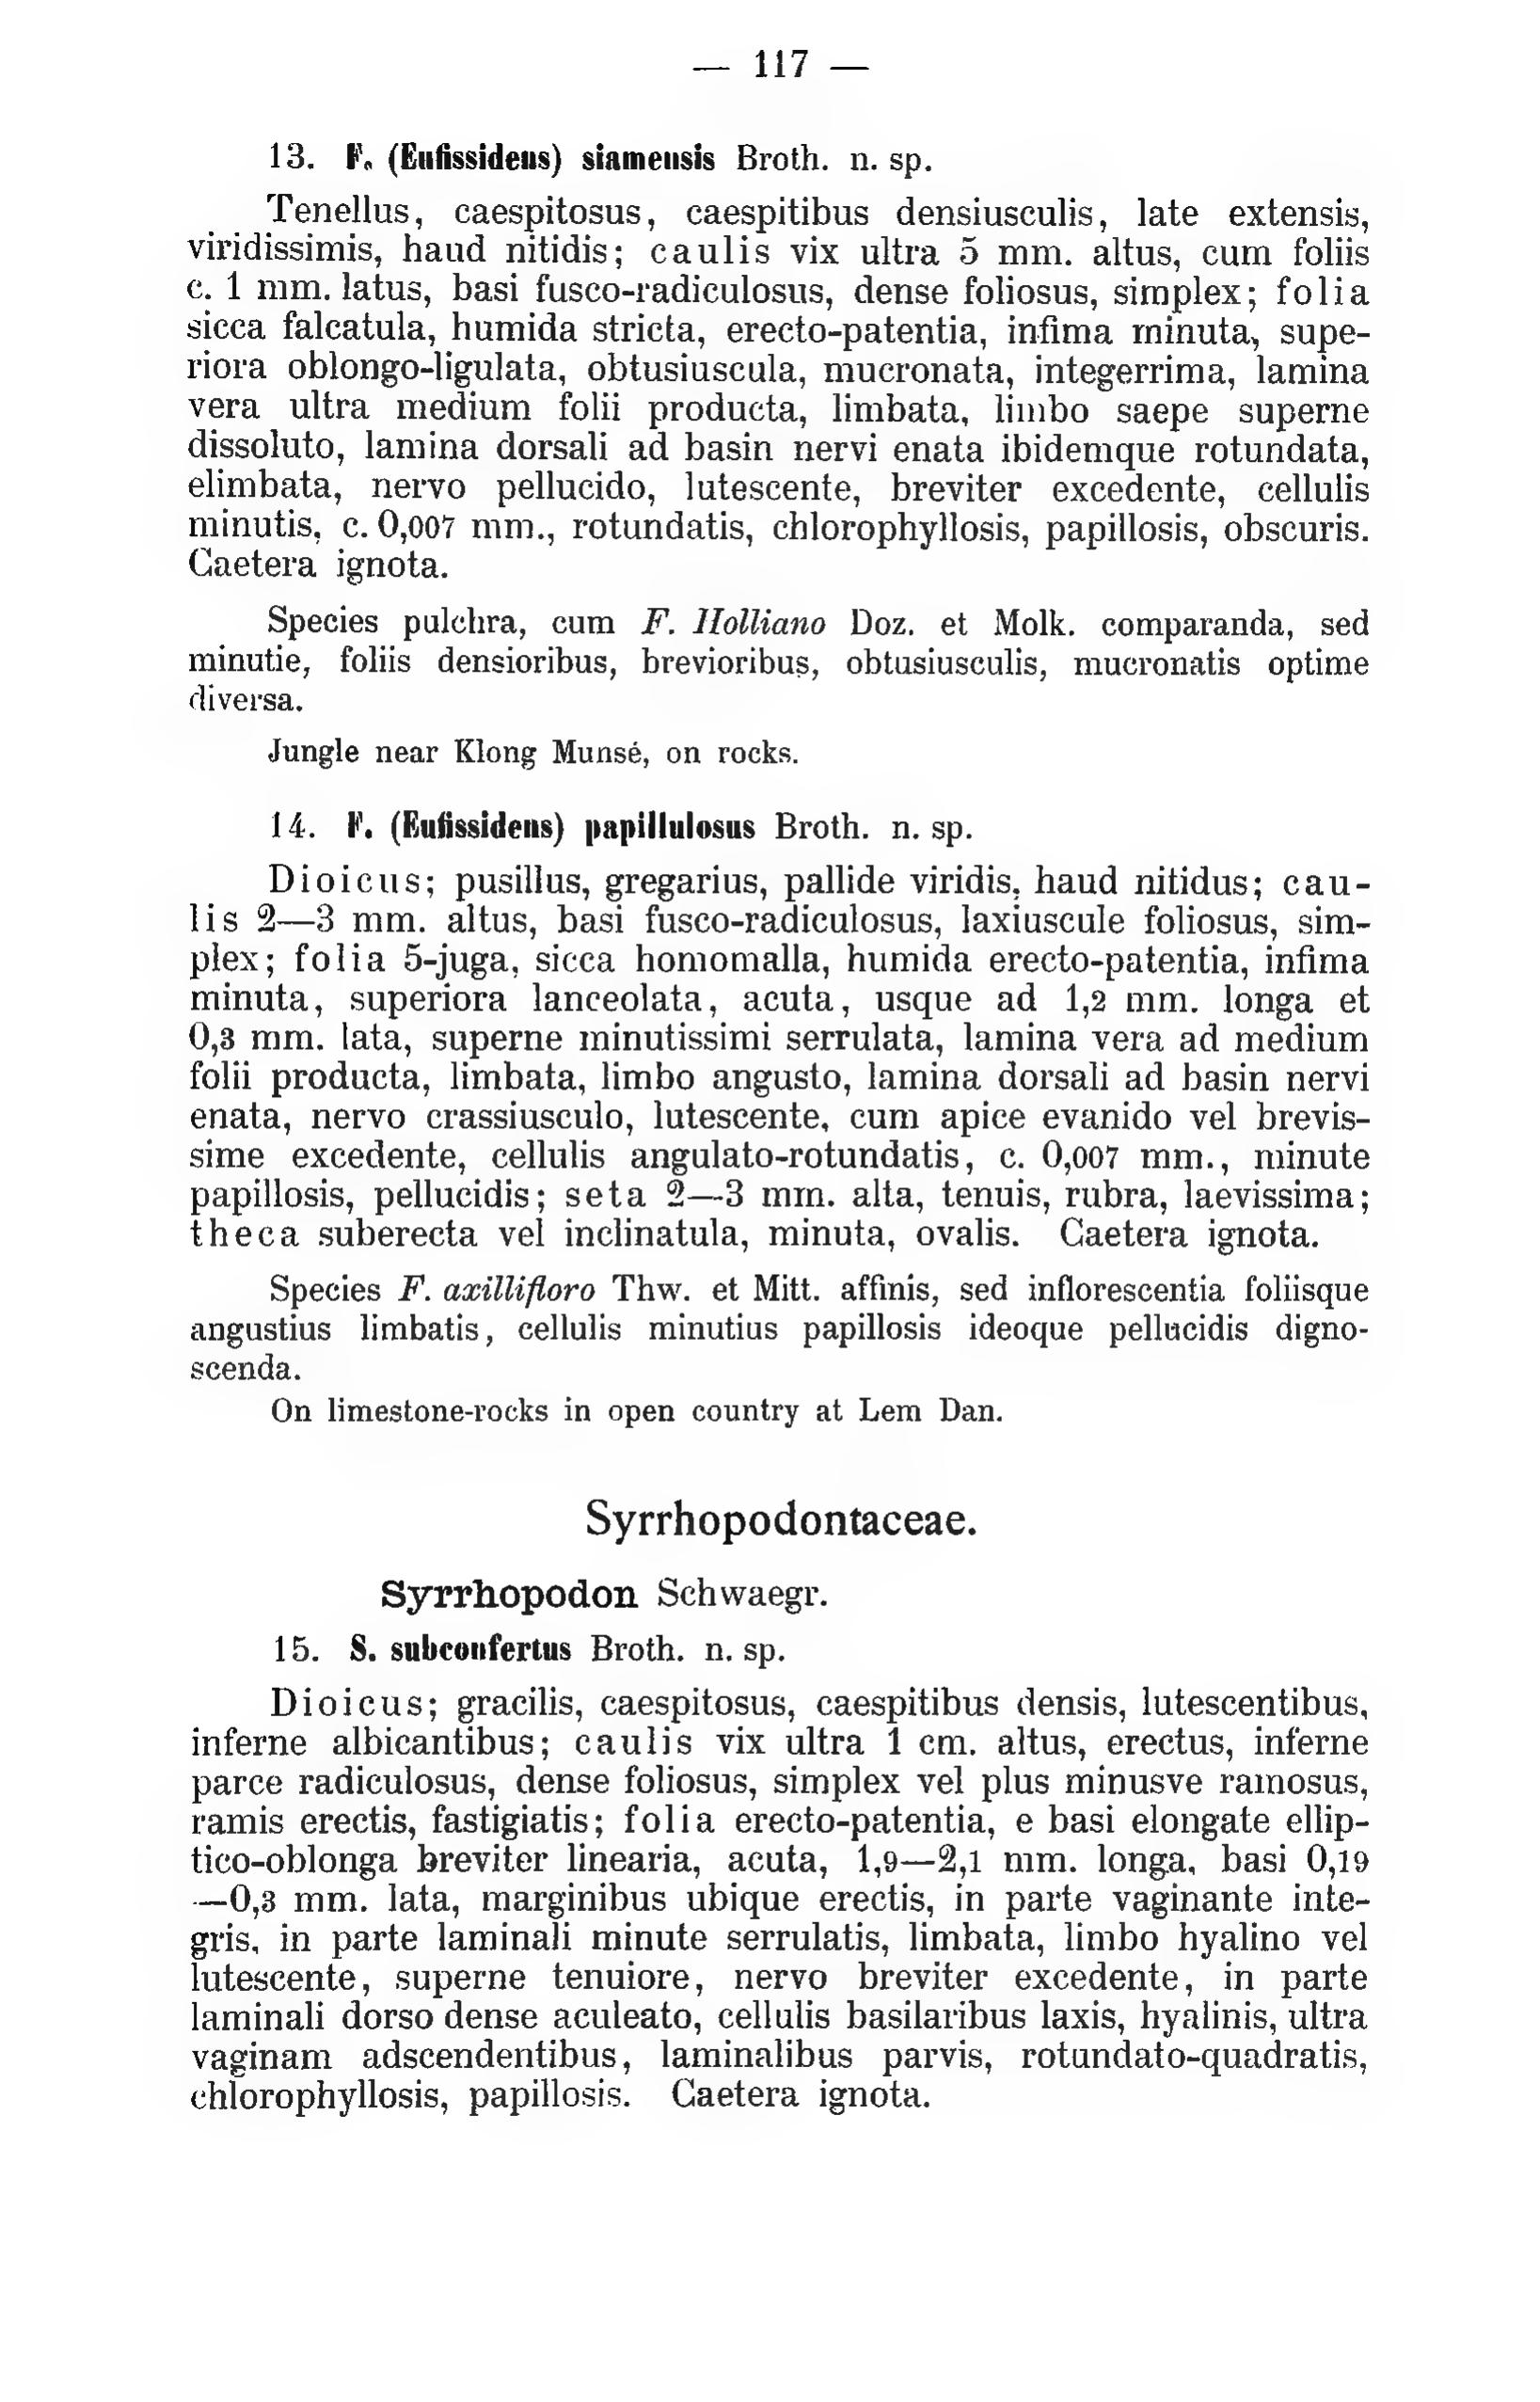 — 117 —
13. F. (Eufissidens) siamensis Broth. n. sp.
Tenellus, caespitosus, caespitibus densiusculis, late extensis,
viridissimis, haud nitidis; caulis vix ultra 5 mm. altus, cum foliis
c. 1 mm. latus, basi fusco-radiculosus, dense foliosus, simplex; folia
sicca falcatula, humida stricta, erecto-patentia, infima minuta, supe-
riora oblongo-ligulata, obtusiuscula, mucronata, integerrima, lamina
vera ultra medium folii producta, limbata, limbo saepe superne
dissoluto, lamina dorsali ad basin nervi enata ibidemque rotundata,
elimbata, nervo pellucido, lutescente, breviter excedente, cellulis
minutis, c. 0,007 mm., rotundatis, chlorophyllosis, papillosis, obscuris.
Caetera ignota.
Species pulchra, cum F. Holliano Doz. et Molk. comparanda, sed
minutie, foliis densioribus, brevioribus, obtusiusculis, mucronatis optime
diversa.
Jungle near Klong Munsé, on rocks.
14. F. (Eufissidens) papillulosus Broth. n. sp.
Dioicus; pusillus, gregarius, pallide viridis, haud nitidus; cau-
lis 2—3 mm. altus, basi fusco-radiculosus, laxiuscule foliosus, sim-
plex; folia 5-juga, sicca homomalla, humida erecto-patentia, infima
minuta, superiora lanceolata, acuta, usque ad 1,2 mm. longa et
0,3 mm. lata, superne minutissimi serrulata, lamina vera ad medium
folii producta, limbata, limbo angusto, lamina dorsali ad basin nervi
enata, nervo crassiusculo, lutescente, cum apice evanido vel brevis-
sime excedente, cellulis angulato-rotundatis, c. 0,007 mm., minute
papillosis, pellucidis; seta 2—3 mm. alta, tenuis, rubra, laevissima;
theca suberecta vel inclinatula, minuta, ovalis. Caetera ignota.
Species F. axillifloro Thw. et Mitt. affinis, sed inflorescentia foliisque
angustius limbatis, cellulis minutius papillosis ideoque pellucidis digno-
scenda.
On limestone-rocks in open country at Lem Dan.
Syrrhopodontaceae.
Syrrhopodon Schwaegr.
15. S. subconfertus Broth. n. sp.
Dioicus; gracilis, caespitosus, caespitibus densis, lutescentibus,
inferne albicantibus; caulis vix ultra 1 cm. altus, erectus, inferne
parce radiculosus, dense foliosus, simplex vel plus minusve ramosus,
ramis erectis, fastigiatis; folia erecto-patentia, e basi elongate ellip-
tico-oblonga breviter linearia, acuta, 1,9—2,1 mm. longa, basi 0,19
—0,3 mm. lata, marginibus ubique erectis, in parte vaginante inte-
gris, in parte laminali minute serrulatis, limbata, limbo hyalino vel
lutescente, superne tenuiore, nervo breviter excedente, in parte
laminali dorso dense aculeato, cellulis basilaribus laxis, hyalinis, ultra
vaginam adscendentibus, laminalibus parvis, rotundato-quadratis,
chlorophyllosis, papillosis. Caetera ignota.